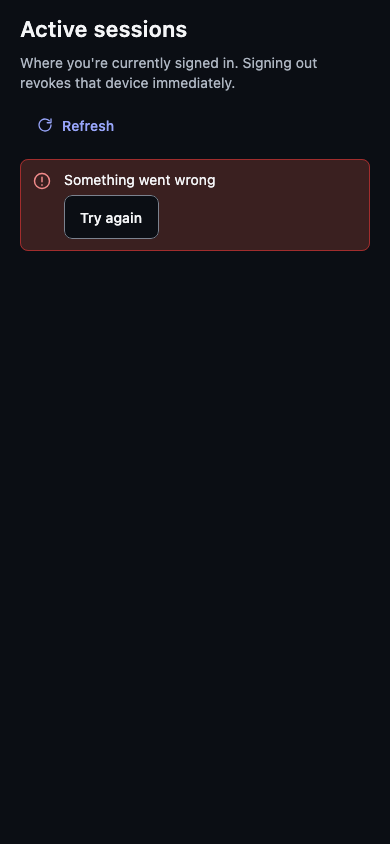 Active sessions
Where you're currently signed in. Signing out
revokes that device immediately.
Refresh
Something went wrong
Try again